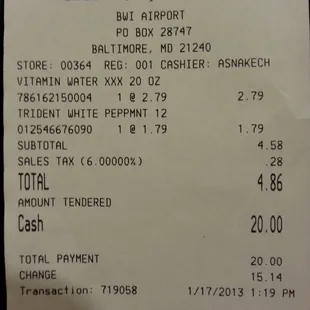 BWI AIRPORT
PO BOX 28747
BALTIMORE, MD 21240
STORE: 00364 REG: 001 CASHIER: ASNAKECH
VITAMIN WATER XXX 20 OZ
786162150004 1 @ 2.79 2.79
TRIDENT WHITE PEPPMNT 12
012546676090 1 @ 1.79 1.79
SUBTOTAL 4.58
SALES TAX (6.00000%) .28
TOTAL 4.86
AMOUNT TENDERED
Cash 20.00
TOTAL PAYMENT 20.00
CHANGE 15.14
Transaction: 719058 1/17/2013 1:19 PM